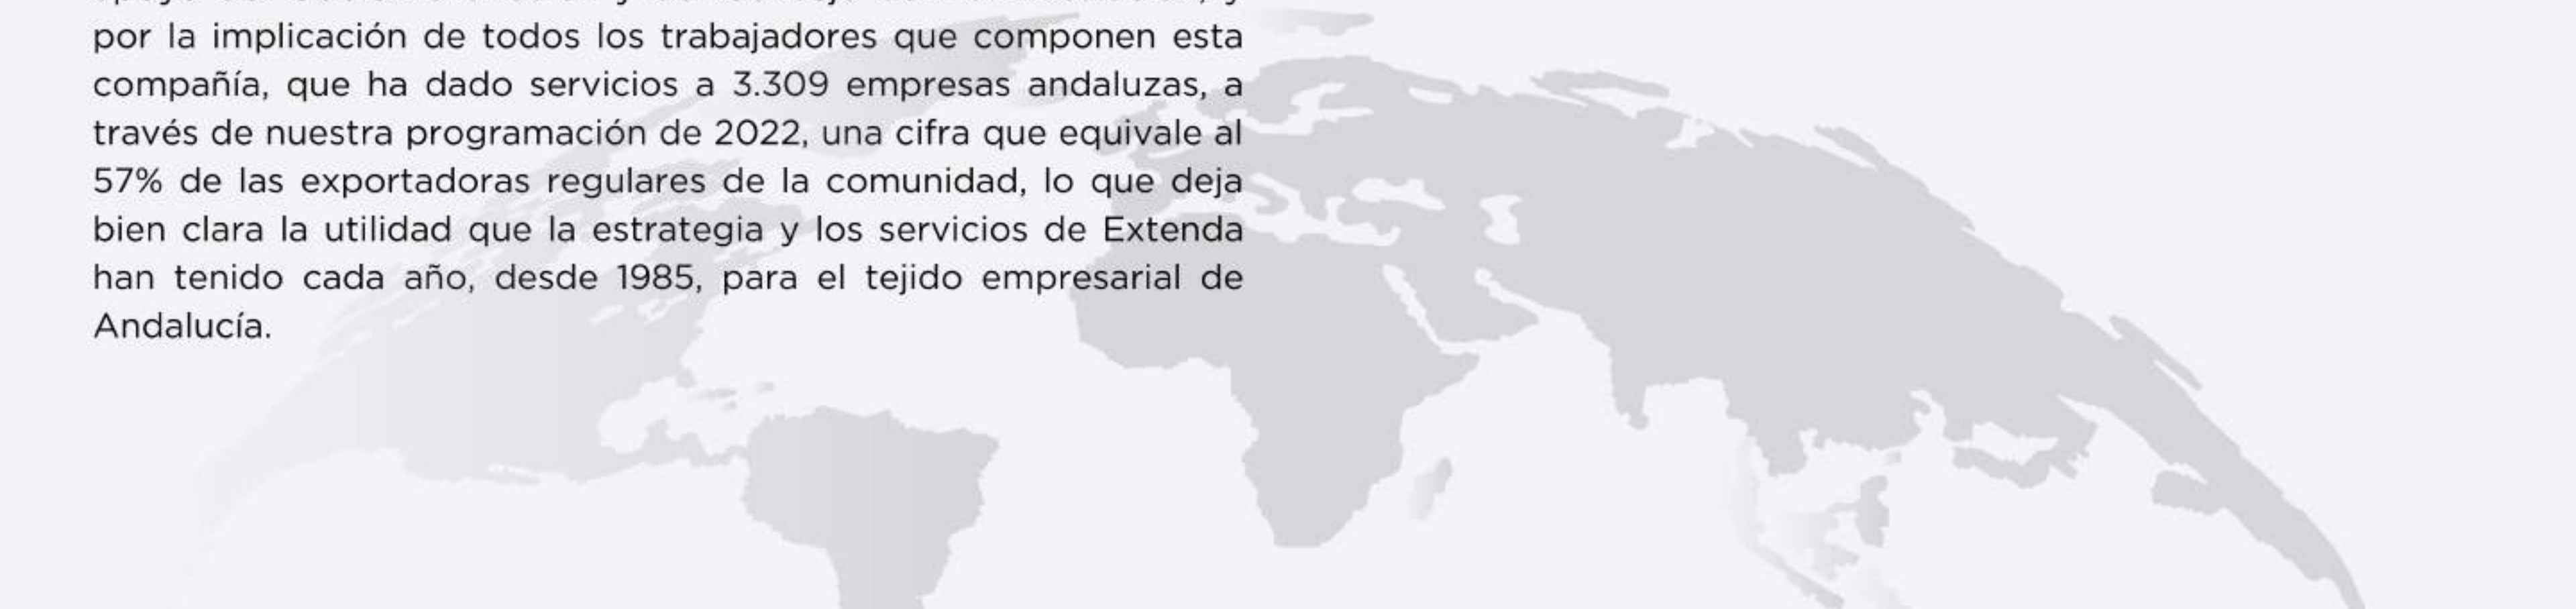 por la implicación de todos los trabajadores que componen esta
compañía, que ha dado servicios a 3.309 empresas andaluzas, a
través de nuestra programación de 2022, una cifra que equivale al
57% de las exportadoras regulares de la comunidad, lo que deja
bien clara la utilidad que la estrategia y los servicios de Extenda
han tenido cada año, desde 1985, para el tejido empresarial de
Andalucía.